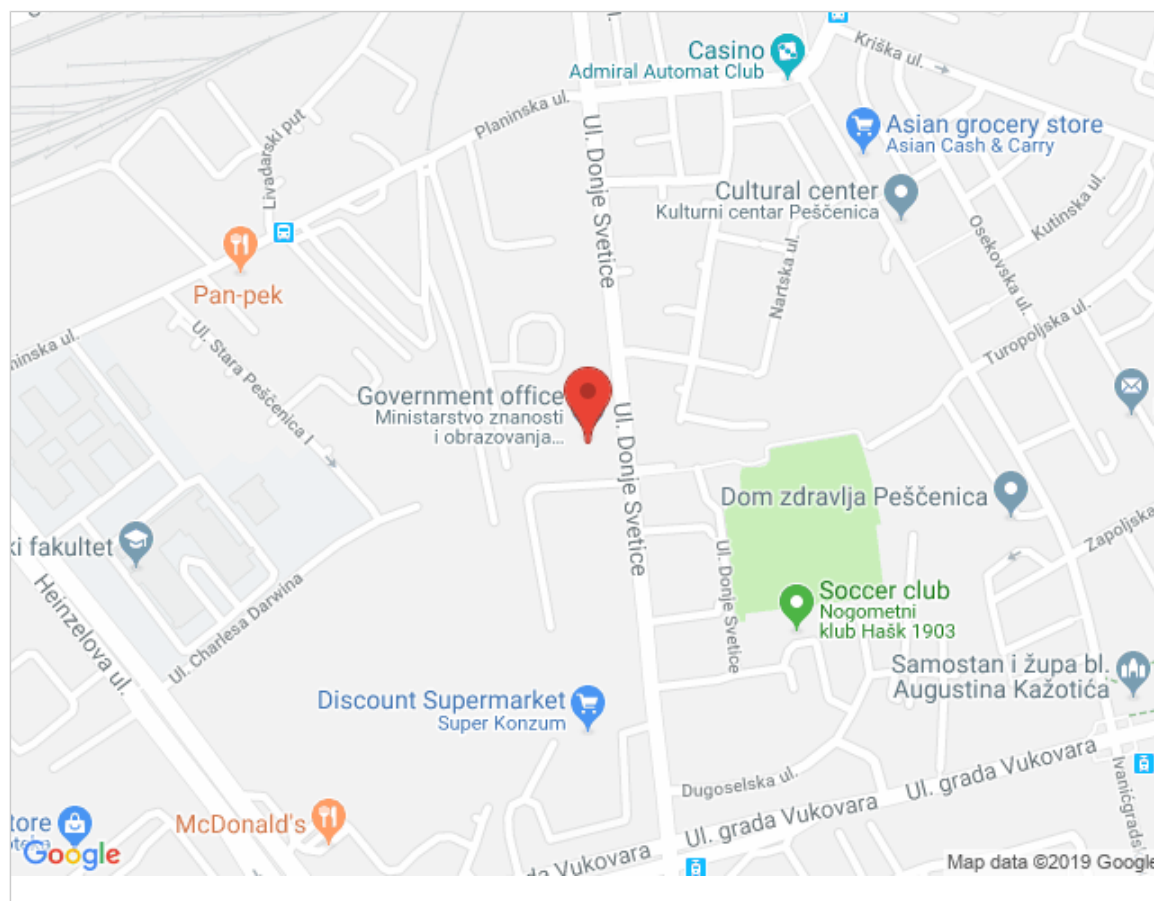 Casino
Admiral Automat Club
Kriška ul.
Planinska ul.
Ul. Donje Svetice
Livadarski put
Asian grocery store
Asian Cash & Carry
Cultural center
Kulturni centar Peščenica
Kutinska ul.
Osekovska ul.
Nartska ul.
Pan-pek
Turopoljska ul.
ninska ul.
Ul. Stara Peščenica I
Government office
Ministarstvo znanosti
i obrazovanja...
Ul. Donje Svetice
Dom zdravlja Peščenica
Zapoljska
ki fakultet
Ul. Donje Svetice
Heinzelova ul.
Ul. Charlesa Darwina
Soccer club
Nogometni
klub Hašk 1903
Samostan i župa bl.
Augustina Kažotića
Discount Supermarket
Super Konzum
Dugoselska ul.
Ul. grada Vukovara
Ul. grada Vukovara
Ivanićgradsk
McDonald's
tore
Google
a Vukovara
Map data ©2019 Google